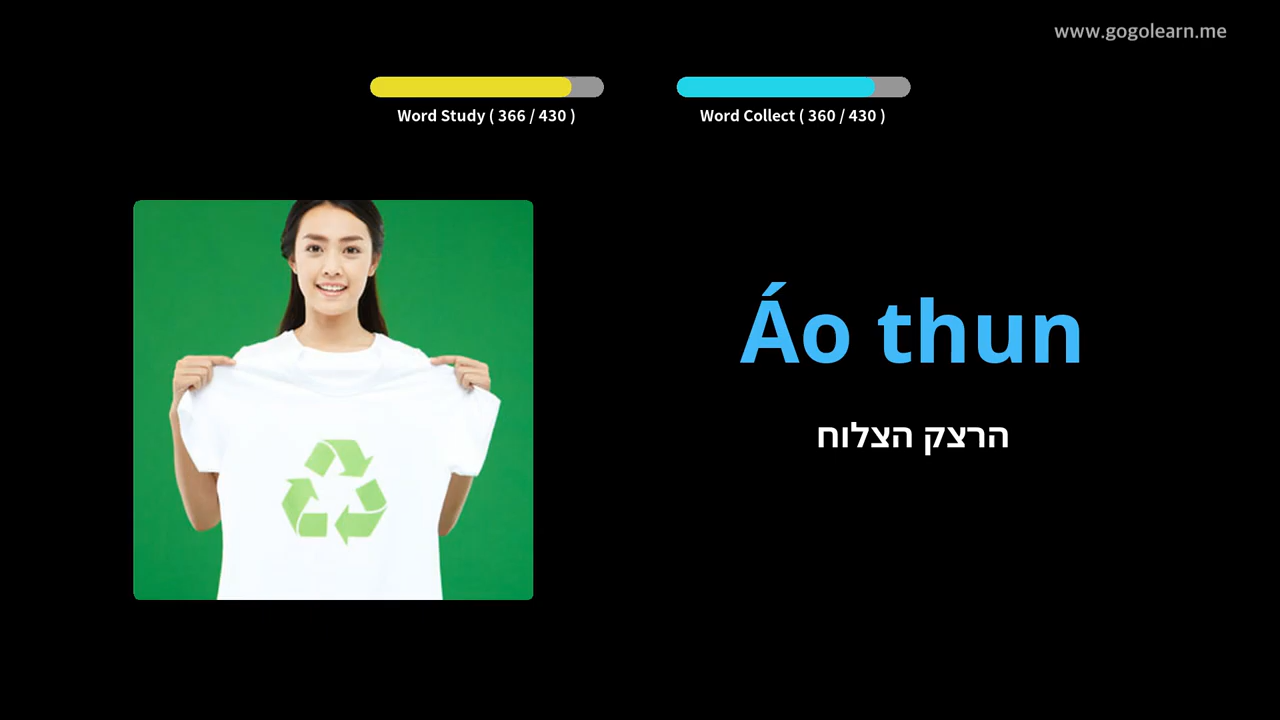 www.gogolearn.me
Word Study ( 366 / 430 )
Word Collect ( 360 / 430 )
Áo thun
הרצק הצלוח